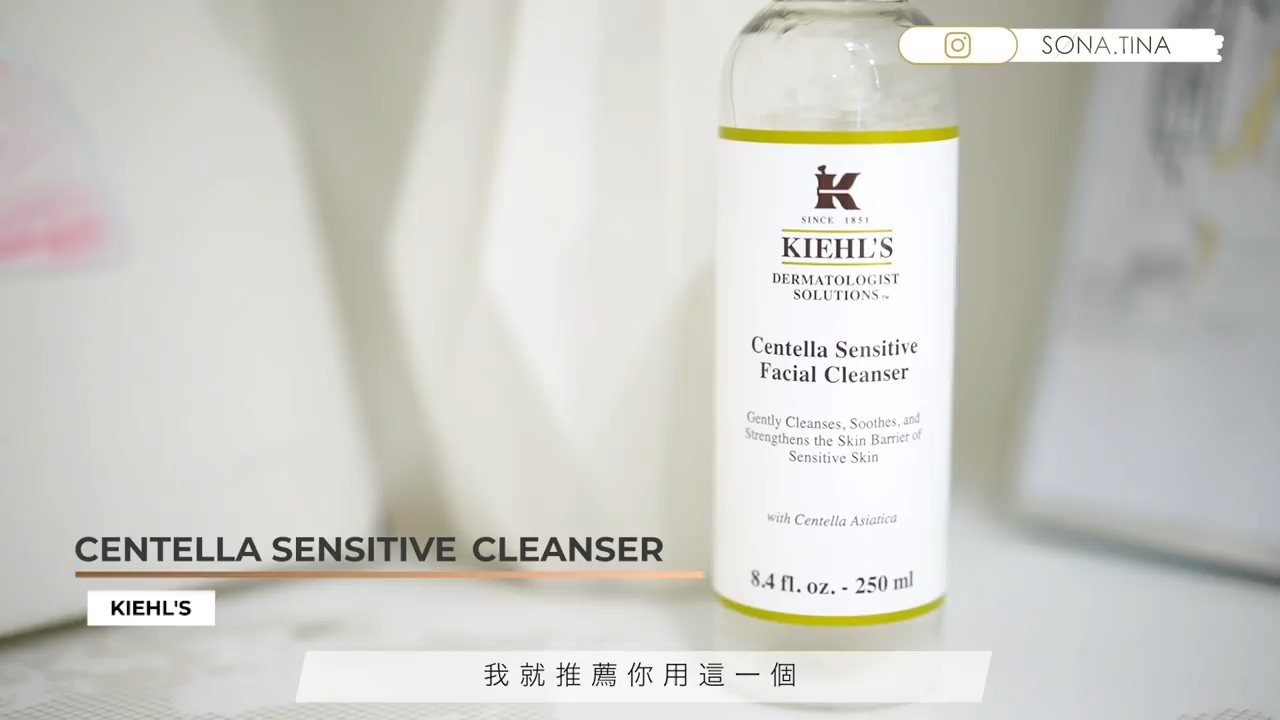 SONA.TINA
K
SINCE 1851
KIEHL'S
DERMATOLOGIST
SOLUTIONS™
Centella Sensitive
Facial Cleanser
Gently Cleanses, Soothes, and
Strengthens the Skin Barrier of
Sensitive Skin
with Centella Asiatica
8.4 fl. oz. - 250 ml
CENTELLA SENSITIVE CLEANSER
KIEHL'S
我就推薦你用這一個